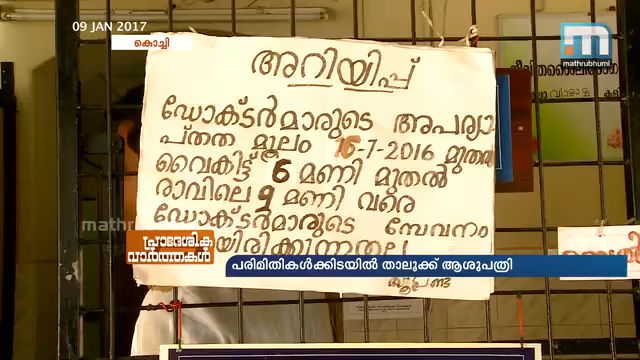 09 JAN 2017
കൊച്ചി
mathrubhumi
അറിയിപ്പ്
ഡോക്ടർമാരുടെ അപര്യാ
പ്തത മൂലം 16-7-2016 മുതൽ
വൈകിട്ട് 6 മണി മുതൽ
രാവിലെ 9 മണി വരെ
ഡോക്ടർമാരുടെ സേവനം
യിരിക്കുന്നതല്ല
പ്രാദേശിക
വാർത്തകൾ
പരിമിതികൾക്കിടയിൽ താലൂക്ക് ആശുപത്രി